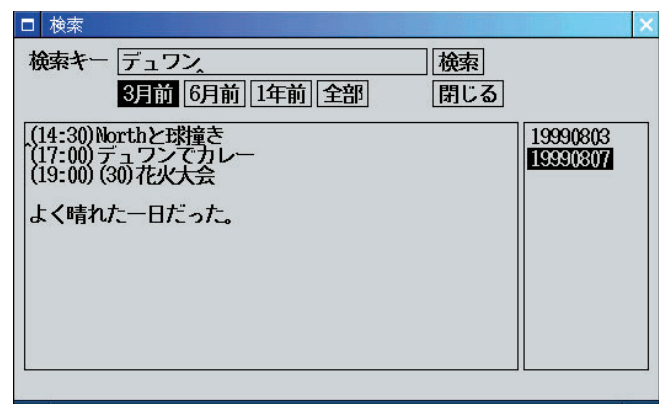 検索
検索キー デュワン 検索
3月前 6月前 1年前 全部 閉じる
(14:30)Northと球撞き
(17:00)デュワンでカレー
(19:00)(30)花火大会
よく晴れた一日だった。
19990803
19990807